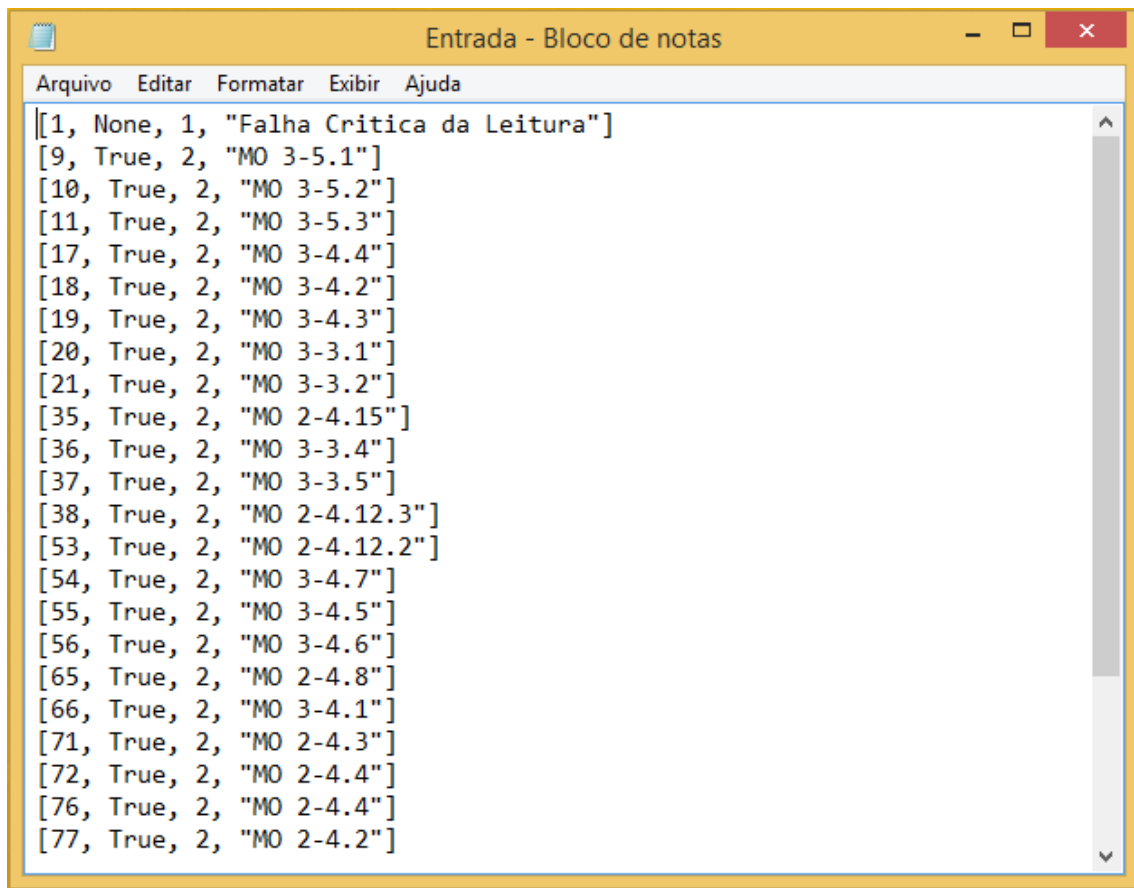 Entrada - Bloco de notas
Arquivo Editar Formatar Exibir Ajuda
[1, None, 1, "Falha Critica da Leitura"]
[9, True, 2, "MO 3-5.1"]
[10, True, 2, "MO 3-5.2"]
[11, True, 2, "MO 3-5.3"]
[17, True, 2, "MO 3-4.4"]
[18, True, 2, "MO 3-4.2"]
[19, True, 2, "MO 3-4.3"]
[20, True, 2, "MO 3-3.1"]
[21, True, 2, "MO 3-3.2"]
[35, True, 2, "MO 2-4.15"]
[36, True, 2, "MO 3-3.4"]
[37, True, 2, "MO 3-3.5"]
[38, True, 2, "MO 2-4.12.3"]
[53, True, 2, "MO 2-4.12.2"]
[54, True, 2, "MO 3-4.7"]
[55, True, 2, "MO 3-4.5"]
[56, True, 2, "MO 3-4.6"]
[65, True, 2, "MO 2-4.8"]
[66, True, 2, "MO 3-4.1"]
[71, True, 2, "MO 2-4.3"]
[72, True, 2, "MO 2-4.4"]
[76, True, 2, "MO 2-4.4"]
[77, True, 2, "MO 2-4.2"]